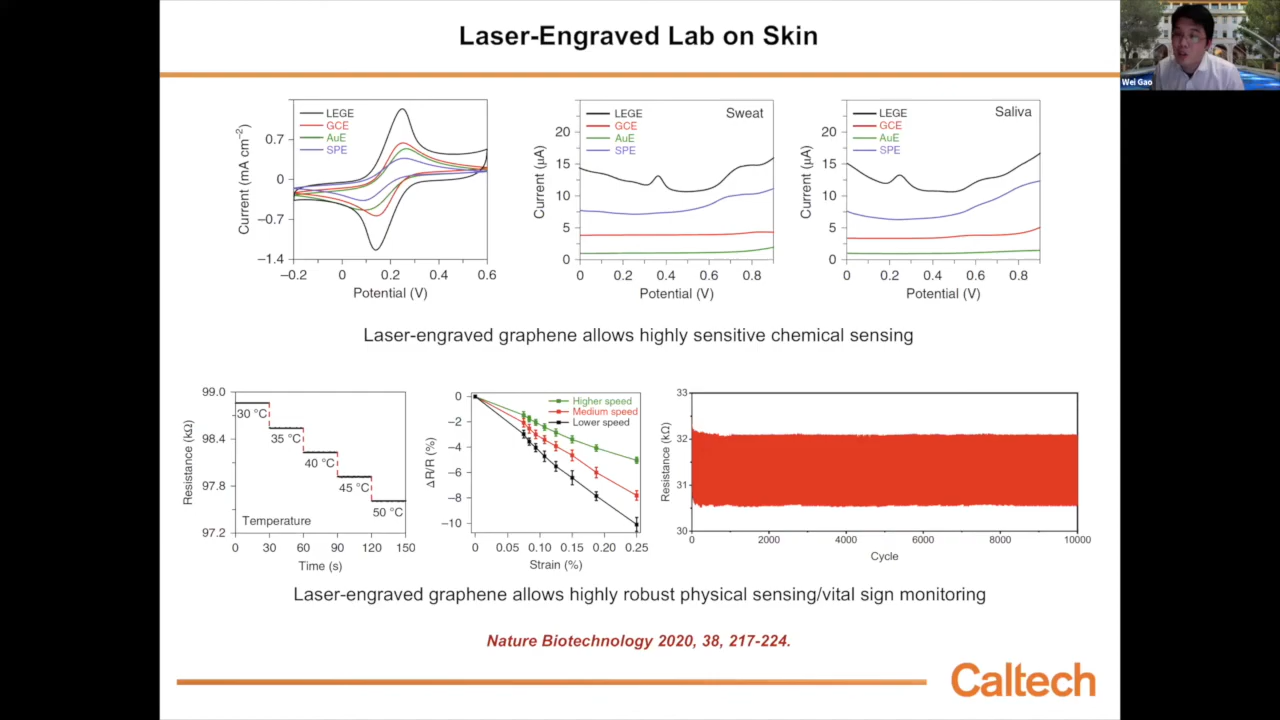 Laser-Engraved Lab on Skin
Wei Gao
LEGE
GCE
AuE
SPE
Current (mA cm−2)
0.7
0
−0.7
−1.4
−0.2 0 0.2 0.4 0.6
Potential (V)
Sweat
LEGE
GCE
AuE
SPE
Current (µA)
20
15
10
5
0
0 0.2 0.4 0.6 0.8
Potential (V)
Saliva
LEGE
GCE
AuE
SPE
Current (µA)
20
15
10
5
0
0 0.2 0.4 0.6 0.8
Potential (V)
Laser-engraved graphene allows highly sensitive chemical sensing
Resistance (kΩ)
99.0
98.4
97.8
97.2
30 °C
35 °C
40 °C
45 °C
50 °C
Temperature
0 30 60 90 120 150
Time (s)
ΔR/R (%)
0
−2
−4
−6
−8
−10
Higher speed
Medium speed
Lower speed
0 0.05 0.10 0.15 0.20 0.25
Strain (%)
Resistance (kΩ)
33
32
31
30
0 2000 4000 6000 8000 10000
Cycle
Laser-engraved graphene allows highly robust physical sensing/vital sign monitoring
Nature Biotechnology 2020, 38, 217-224.
Caltech